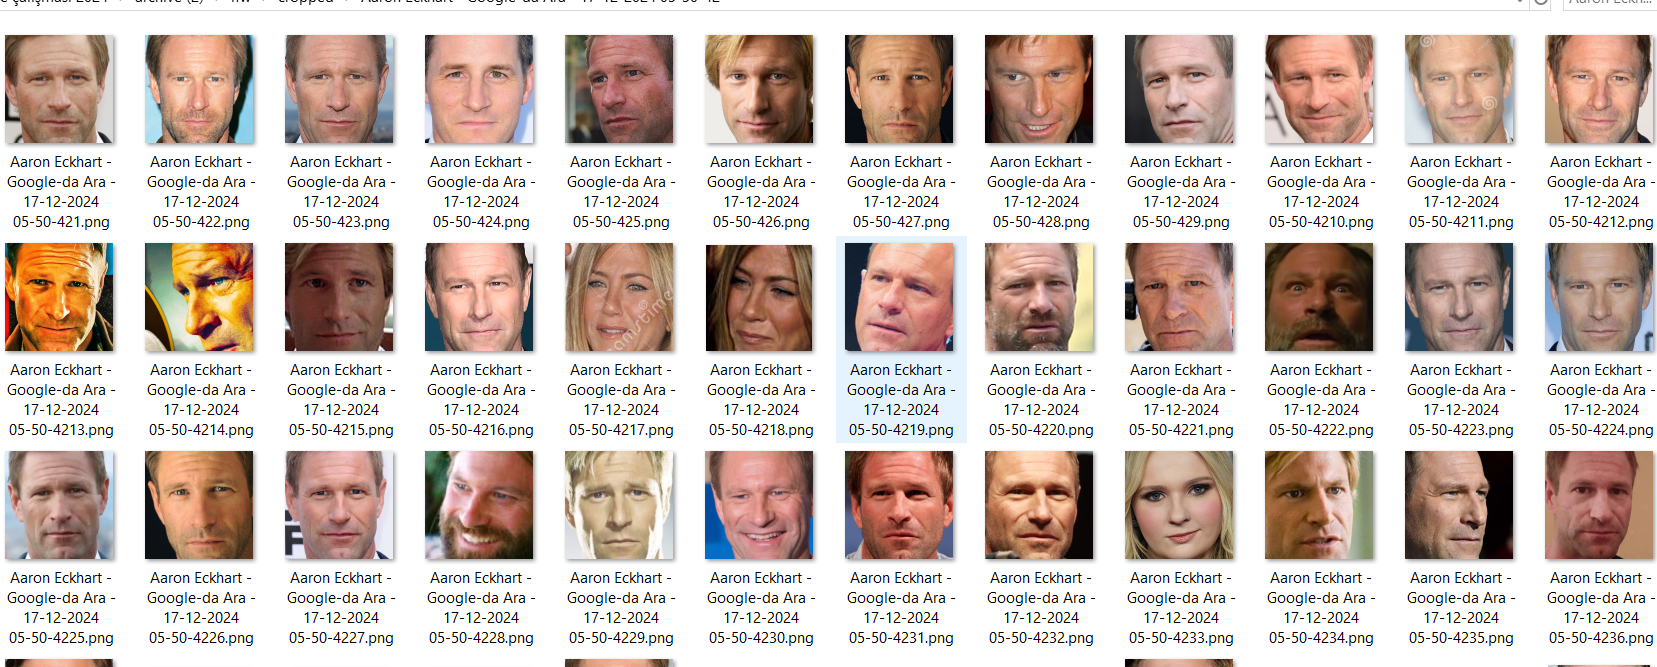 çalışması 2024 > archive (2) > lfw > cropped > Aaron Eckhart - Google-da Ara - 17-12-2024 05-50-42
Aaron Eckh...
Aaron Eckhart -
Google-da Ara -
17-12-2024
05-50-421.png
Aaron Eckhart -
Google-da Ara -
17-12-2024
05-50-422.png
Aaron Eckhart -
Google-da Ara -
17-12-2024
05-50-423.png
Aaron Eckhart -
Google-da Ara -
17-12-2024
05-50-424.png
Aaron Eckhart -
Google-da Ara -
17-12-2024
05-50-425.png
Aaron Eckhart -
Google-da Ara -
17-12-2024
05-50-426.png
Aaron Eckhart -
Google-da Ara -
17-12-2024
05-50-427.png
Aaron Eckhart -
Google-da Ara -
17-12-2024
05-50-428.png
Aaron Eckhart -
Google-da Ara -
17-12-2024
05-50-429.png
Aaron Eckhart -
Google-da Ara -
17-12-2024
05-50-4210.png
Aaron Eckhart -
Google-da Ara -
17-12-2024
05-50-4211.png
Aaron Eckhart -
Google-da Ara -
17-12-2024
05-50-4212.png
Aaron Eckhart -
Google-da Ara -
17-12-2024
05-50-4213.png
Aaron Eckhart -
Google-da Ara -
17-12-2024
05-50-4214.png
Aaron Eckhart -
Google-da Ara -
17-12-2024
05-50-4215.png
Aaron Eckhart -
Google-da Ara -
17-12-2024
05-50-4216.png
Aaron Eckhart -
Google-da Ara -
17-12-2024
05-50-4217.png
Aaron Eckhart -
Google-da Ara -
17-12-2024
05-50-4218.png
Aaron Eckhart -
Google-da Ara -
17-12-2024
05-50-4219.png
Aaron Eckhart -
Google-da Ara -
17-12-2024
05-50-4220.png
Aaron Eckhart -
Google-da Ara -
17-12-2024
05-50-4221.png
Aaron Eckhart -
Google-da Ara -
17-12-2024
05-50-4222.png
Aaron Eckhart -
Google-da Ara -
17-12-2024
05-50-4223.png
Aaron Eckhart -
Google-da Ara -
17-12-2024
05-50-4224.png
Aaron Eckhart -
Google-da Ara -
17-12-2024
05-50-4225.png
Aaron Eckhart -
Google-da Ara -
17-12-2024
05-50-4226.png
Aaron Eckhart -
Google-da Ara -
17-12-2024
05-50-4227.png
Aaron Eckhart -
Google-da Ara -
17-12-2024
05-50-4228.png
Aaron Eckhart -
Google-da Ara -
17-12-2024
05-50-4229.png
Aaron Eckhart -
Google-da Ara -
17-12-2024
05-50-4230.png
Aaron Eckhart -
Google-da Ara -
17-12-2024
05-50-4231.png
Aaron Eckhart -
Google-da Ara -
17-12-2024
05-50-4232.png
Aaron Eckhart -
Google-da Ara -
17-12-2024
05-50-4233.png
Aaron Eckhart -
Google-da Ara -
17-12-2024
05-50-4234.png
Aaron Eckhart -
Google-da Ara -
17-12-2024
05-50-4235.png
Aaron Eckhart -
Google-da Ara -
17-12-2024
05-50-4236.png